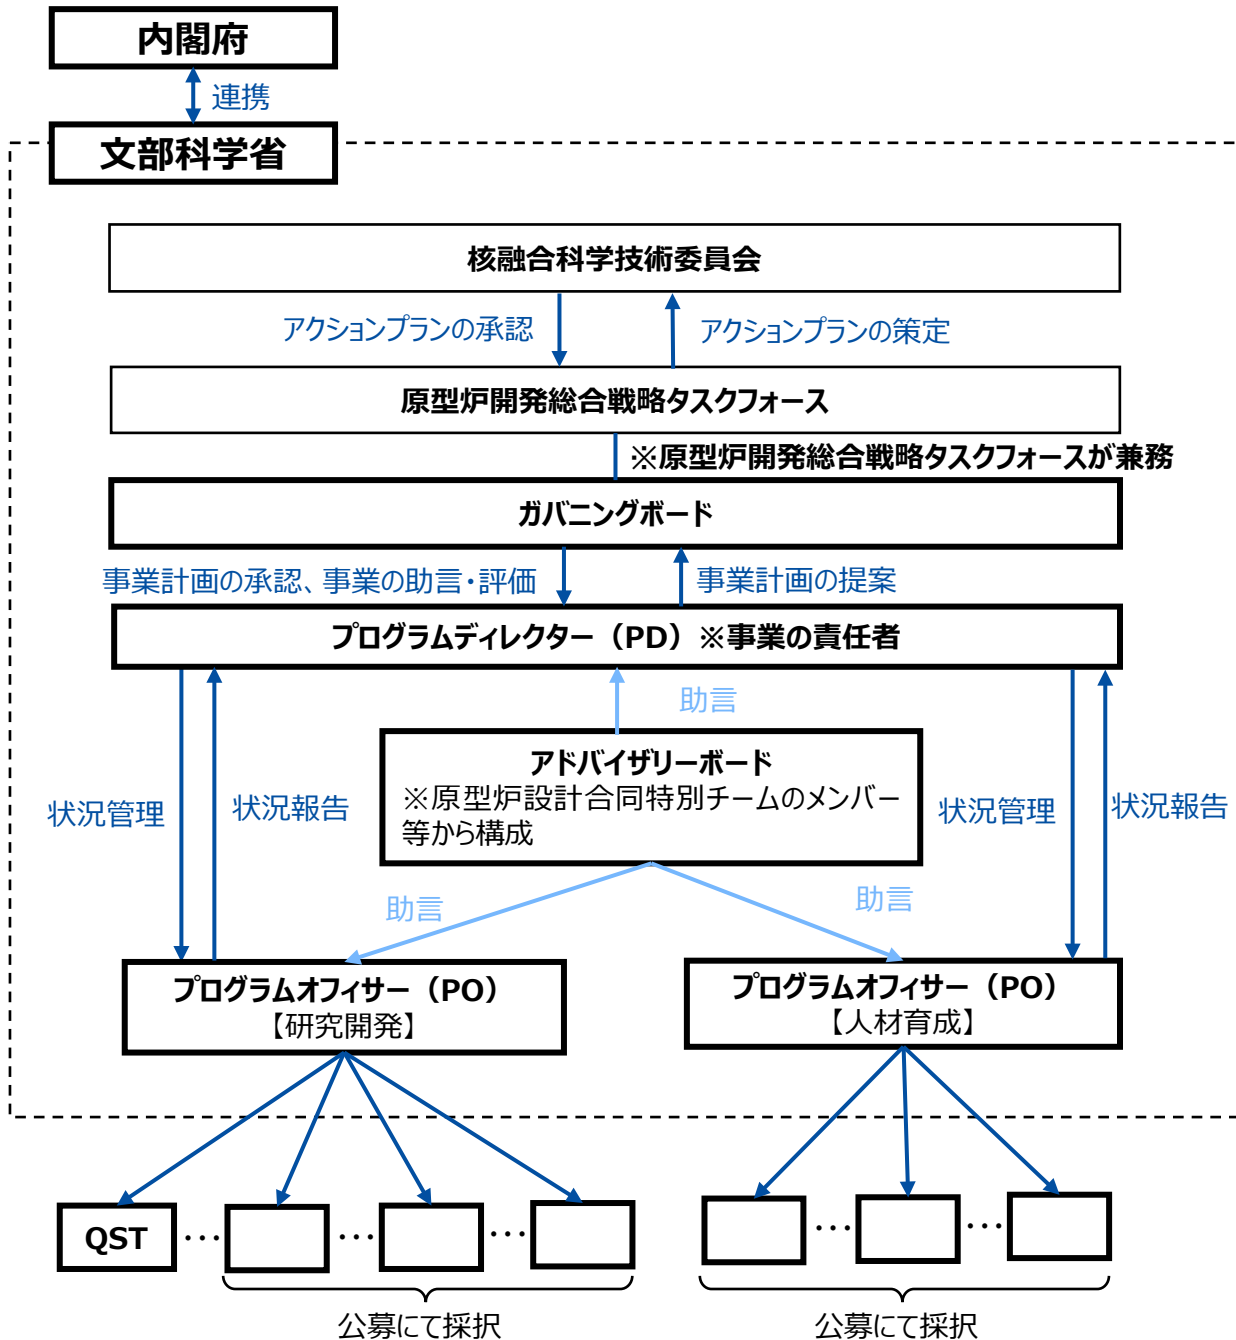 内閣府
連携
文部科学省
核融合科学技術委員会
アクションプランの承認
アクションプランの策定
原型炉開発総合戦略タスクフォース
※原型炉開発総合戦略タスクフォースが兼務
ガバニングボード
事業計画の承認、事業の助言・評価
事業計画の提案
プログラムディレクター（PD）※事業の責任者
助言
アドバイザリーボード
※原型炉設計合同特別チームのメンバー
等から構成
状況管理
状況報告
状況管理
状況報告
助言
助言
プログラムオフィサー（PO）
【研究開発】
プログラムオフィサー（PO）
【人材育成】
QST
…
…
…
…
…
公募にて採択
公募にて採択